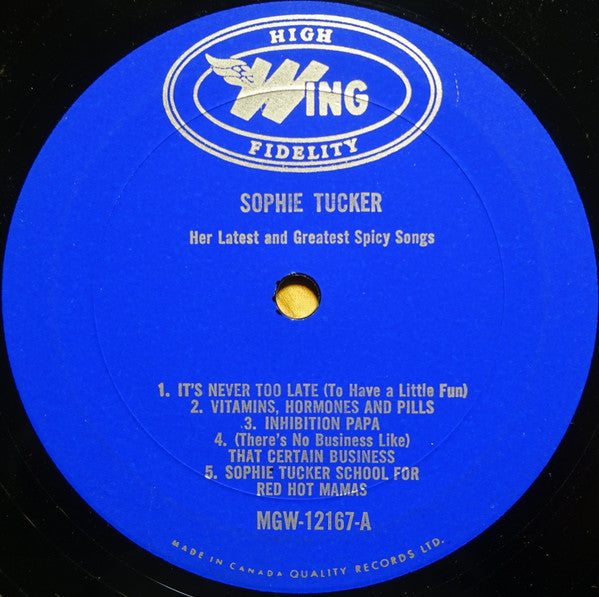 HIGH
WING
FIDELITY
SOPHIE TUCKER
Her Latest and Greatest Spicy Songs
1. IT'S NEVER TOO LATE (To Have a Little Fun)
2. VITAMINS, HORMONES AND PILLS
3. INHIBITION PAPA
4. (There's No Business Like)
THAT CERTAIN BUSINESS
5. SOPHIE TUCKER SCHOOL FOR
RED HOT MAMAS
MGW-12167-A
MADE IN CANADA QUALITY RECORDS LTD.